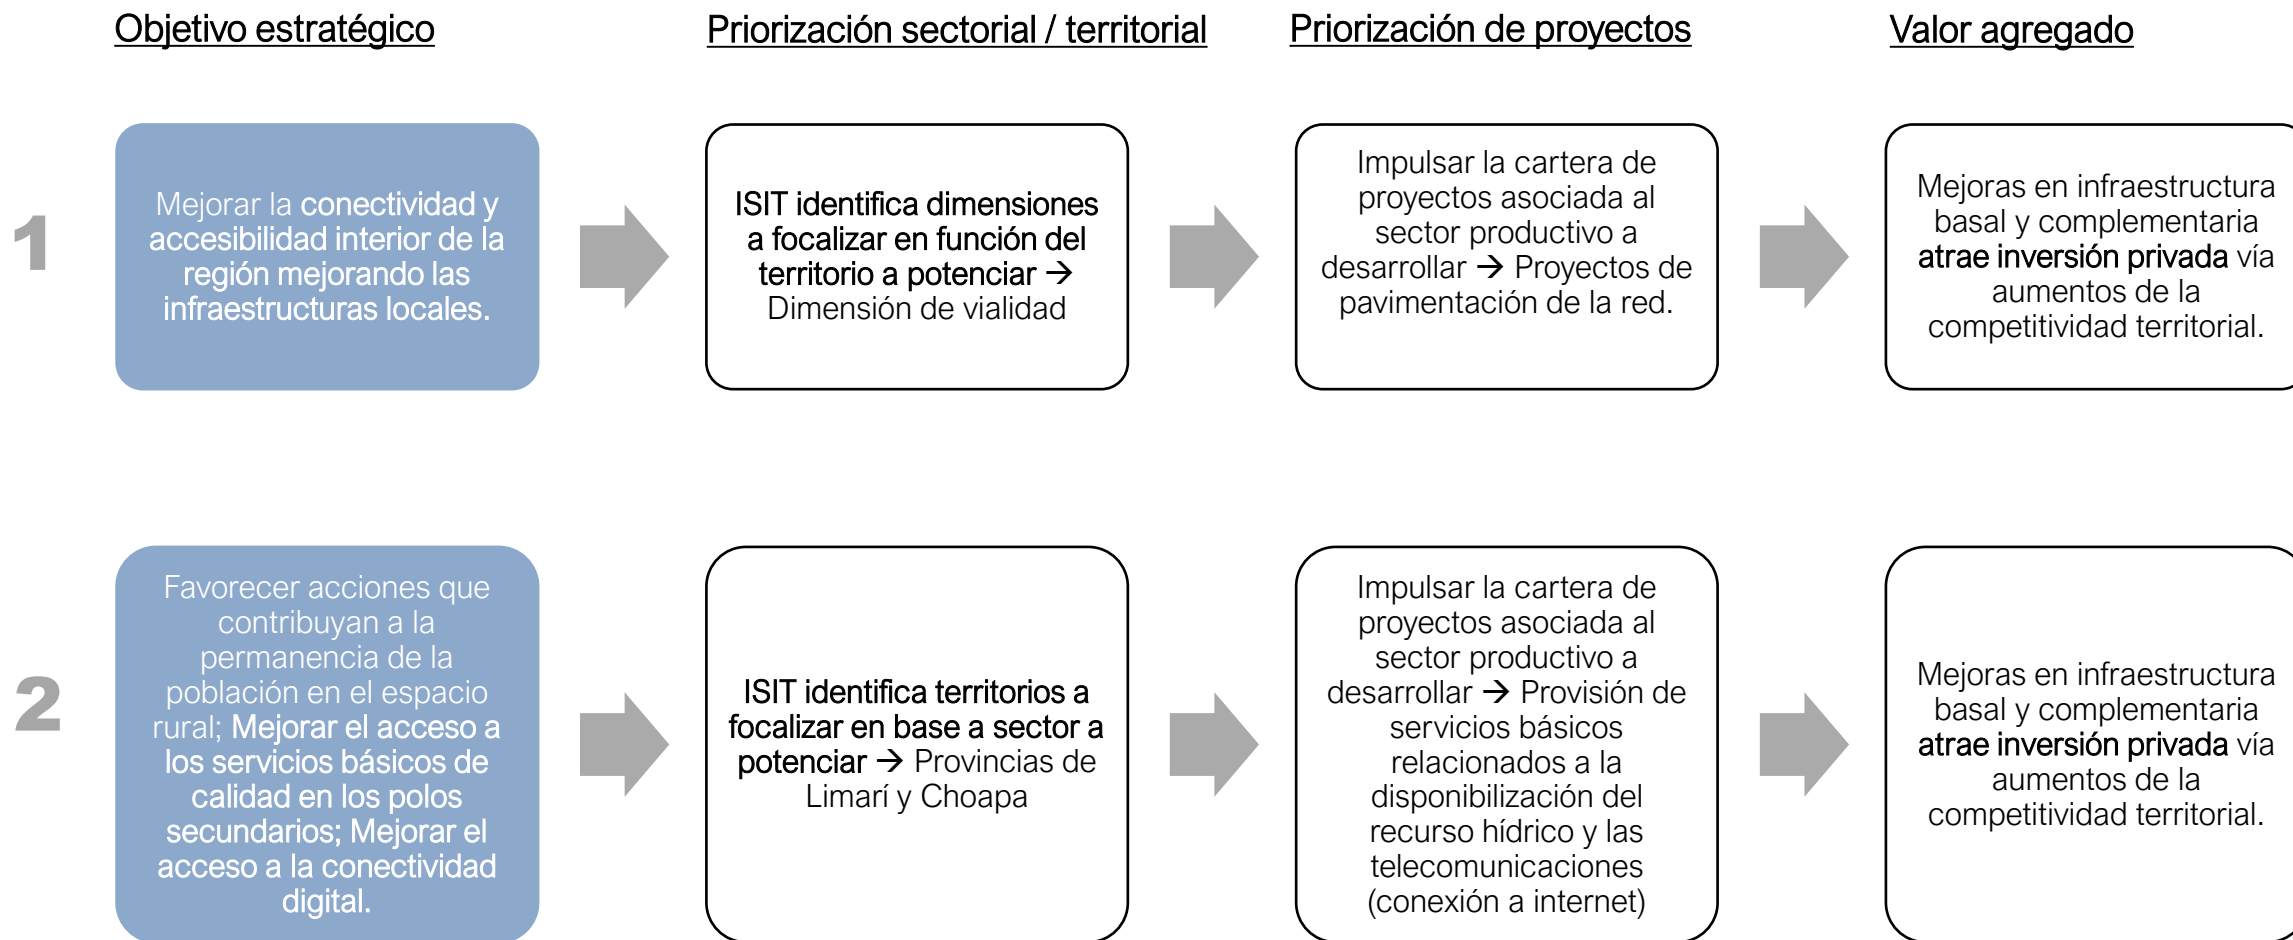 Objetivo estratégico
Priorización sectorial / territorial
Priorización de proyectos
Valor agregado
1
Mejorar la conectividad y
accesibilidad interior de la
región mejorando las
infraestructuras locales.
ISIT identifica dimensiones
a focalizar en función del
territorio a potenciar →
Dimensión de vialidad
Impulsar la cartera de
proyectos asociada al
sector productivo a
desarrollar → Proyectos de
pavimentación de la red.
Mejoras en infraestructura
basal y complementaria
atrae inversión privada vía
aumentos de la
competitividad territorial.
2
Favorecer acciones que
contribuyan a la
permanencia de la
población en el espacio
rural; Mejorar el acceso a
los servicios básicos de
calidad en los polos
secundarios; Mejorar el
acceso a la conectividad
digital.
ISIT identifica territorios a
focalizar en base a sector a
potenciar → Provincias de
Limarí y Choapa
Impulsar la cartera de
proyectos asociada al
sector productivo a
desarrollar → Provisión de
servicios básicos
relacionados a la
disponibilización del
recurso hídrico y las
telecomunicaciones
(conexión a internet)
Mejoras en infraestructura
basal y complementaria
atrae inversión privada vía
aumentos de la
competitividad territorial.